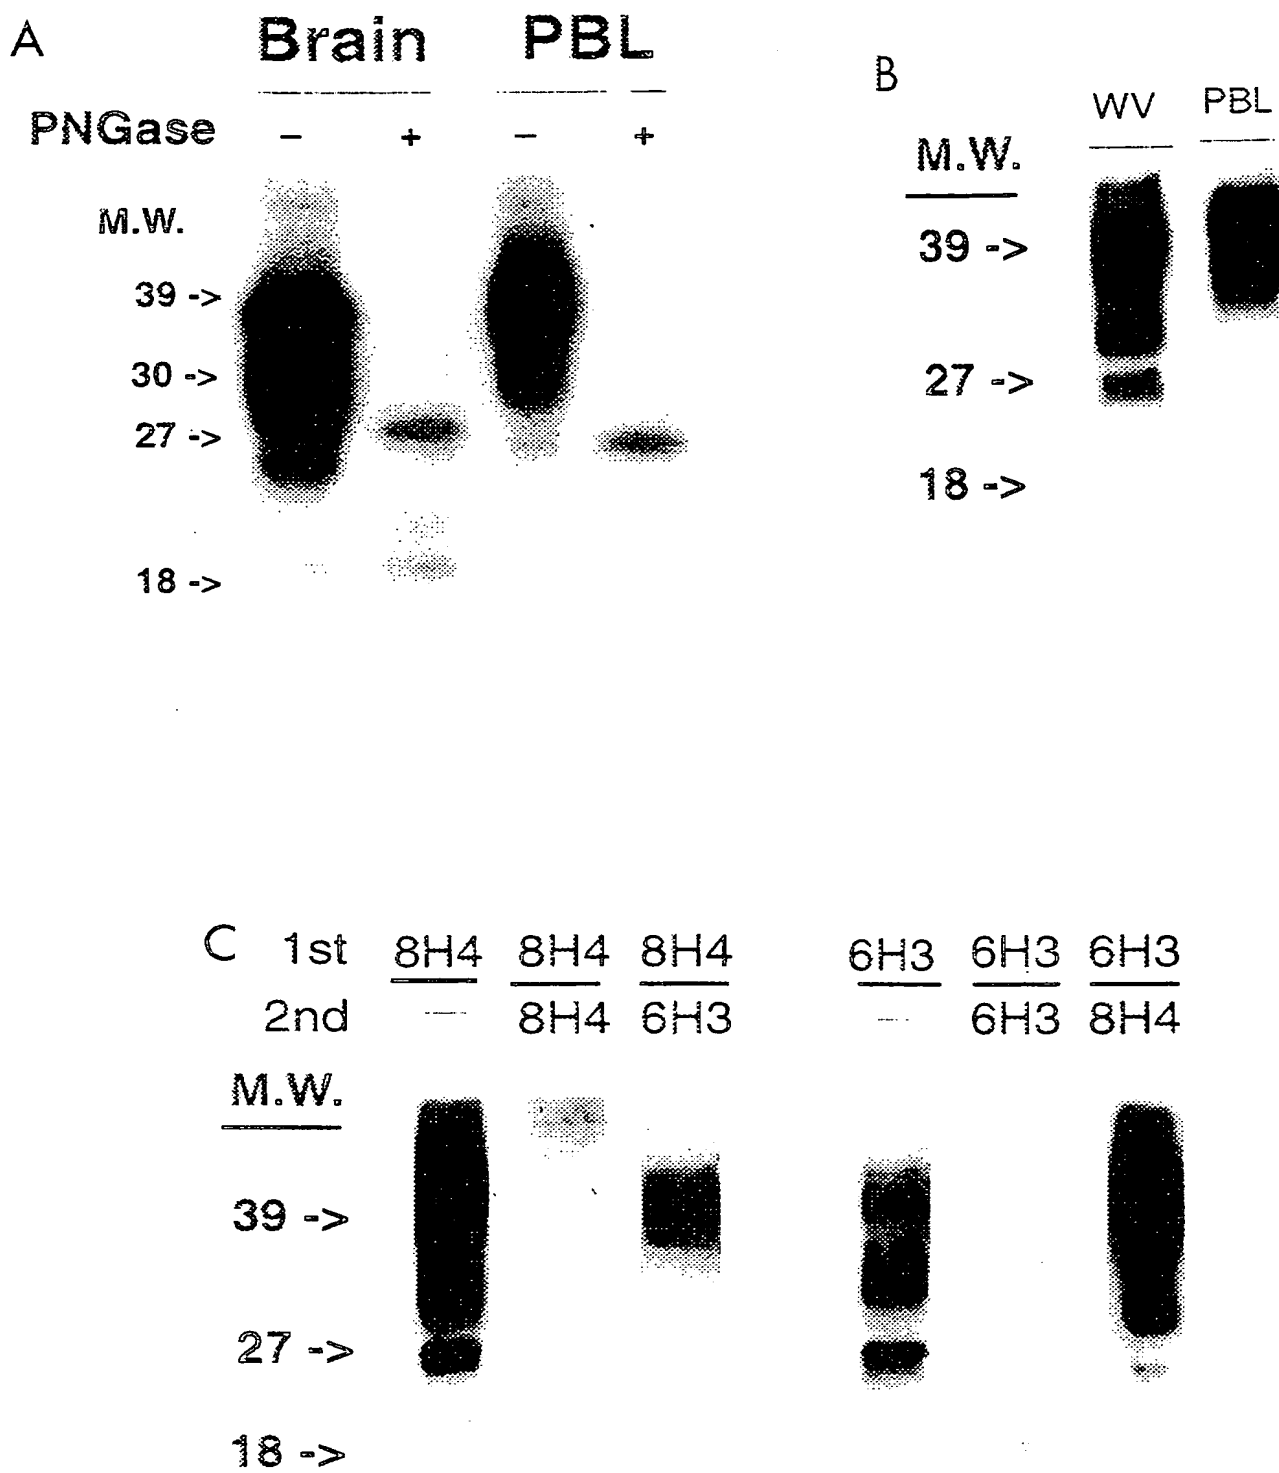 A
Brain PBL
PNGase - + - +
M.W.
39 ->
30 ->
27 ->
18 ->
B
WV PBL
M.W.
39 ->
27 ->
18 ->
C 1st 8H4 8H4 8H4 6H3 6H3 6H3
2nd - 8H4 6H3 - 6H3 8H4
M.W.
39 ->
27 ->
18 ->